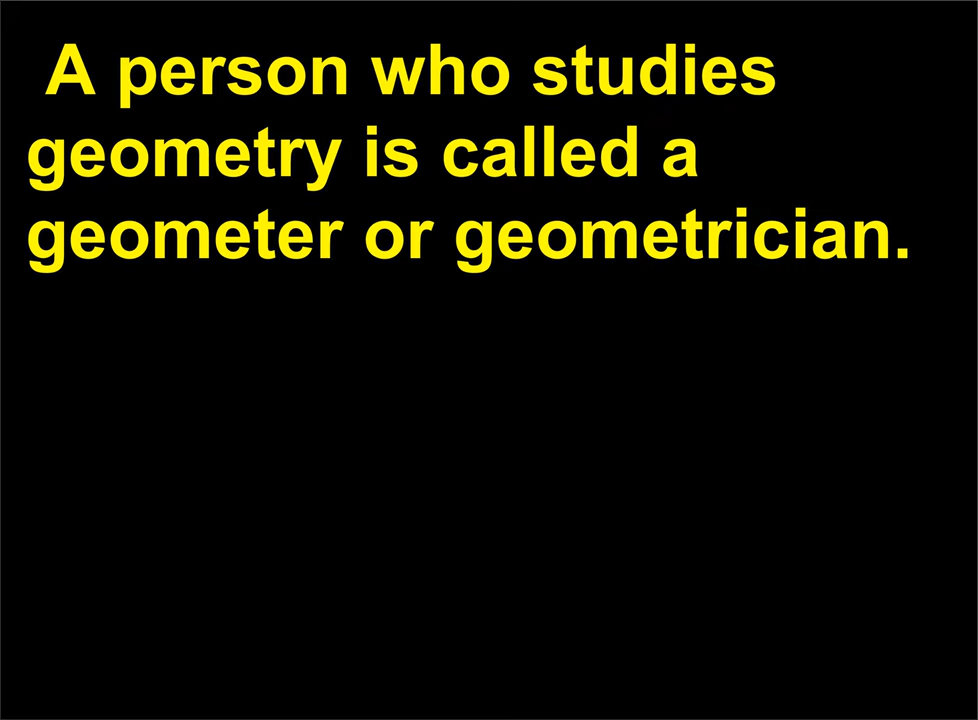 A person who studies
geometry is called a
geometer or geometrician.